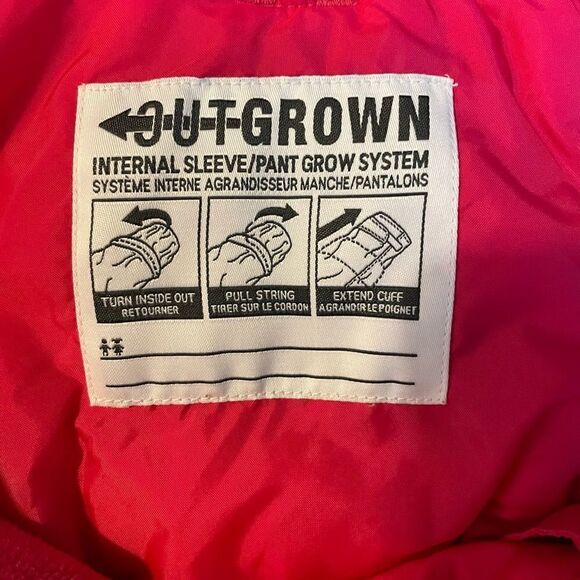 OUTGROWN
INTERNAL SLEEVE/PANT GROW SYSTEM
SYSTÈME INTERNE AGRANDISSEUR MANCHE/PANTALONS
TURN INSIDE OUT
RETOURNER
PULL STRING
TIRER SUR LE CORDON
EXTEND CUFF
AGRANDIR LE POIGNET